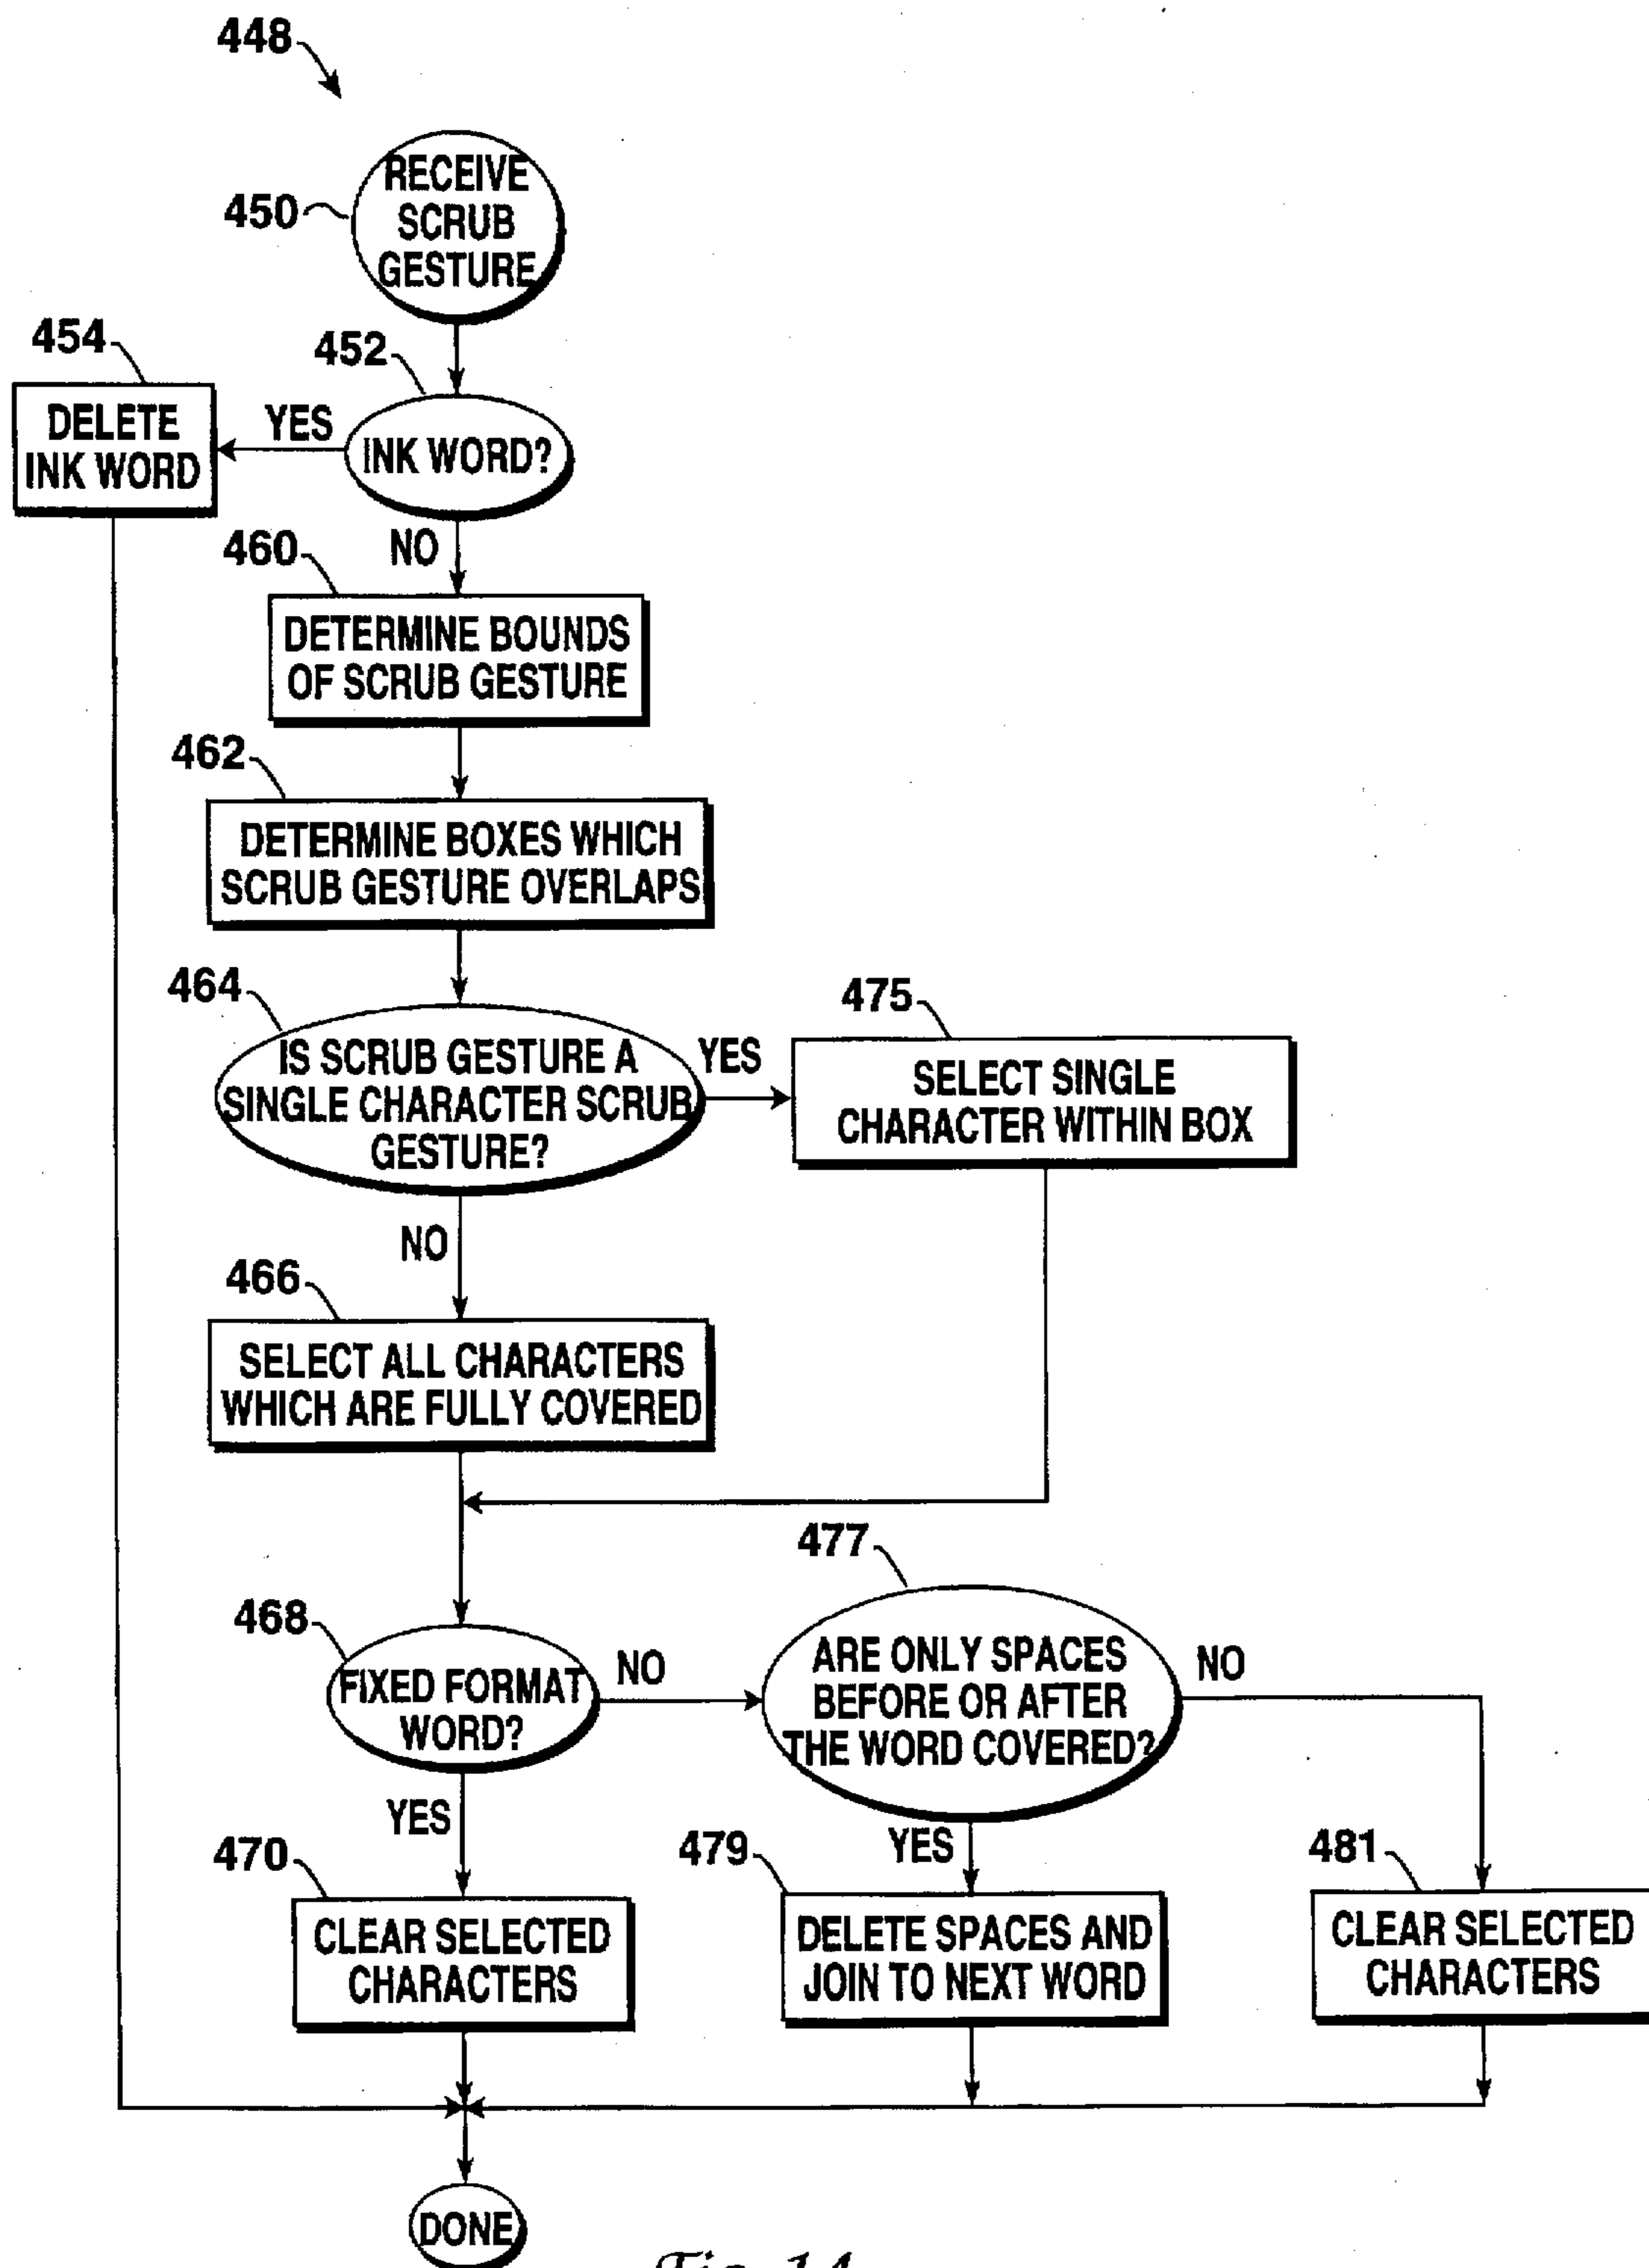 448
RECEIVE
SCRUB
GESTURE
450
454
452
DELETE
INK WORD
YES
INK WORD?
NO
460
DETERMINE BOUNDS
OF SCRUB GESTURE
462
DETERMINE BOXES WHICH
SCRUB GESTURE OVERLAPS
464
IS SCRUB GESTURE A
SINGLE CHARACTER SCRUB
GESTURE?
YES
475
SELECT SINGLE
CHARACTER WITHIN BOX
NO
466
SELECT ALL CHARACTERS
WHICH ARE FULLY COVERED
477
468
FIXED FORMAT
WORD?
NO
ARE ONLY SPACES
BEFORE OR AFTER
THE WORD COVERED?
NO
YES
470
CLEAR SELECTED
CHARACTERS
YES
479
DELETE SPACES AND
JOIN TO NEXT WORD
481
CLEAR SELECTED
CHARACTERS
DONE
Fig. 14